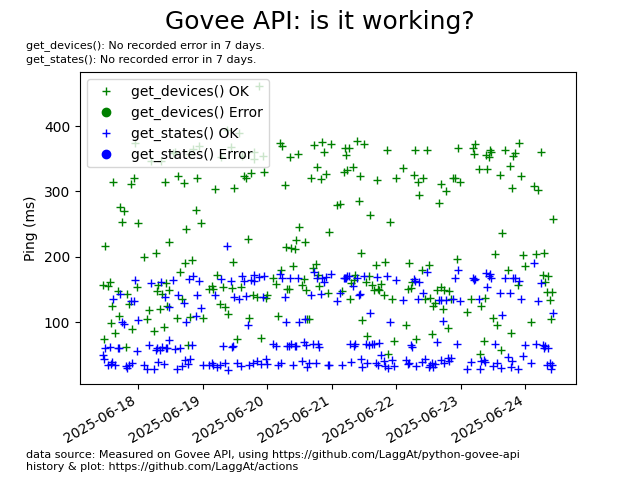 Govee API: is it working?
get_devices(): No recorded error in 7 days.
get_states(): No recorded error in 7 days.
get_devices() OK
get_devices() Error
get_states() OK
get_states() Error
Ping (ms)
400
300
200
100
2025-06-18
2025-06-19
2025-06-20
2025-06-21
2025-06-22
2025-06-23
2025-06-24
data source: Measured on Govee API, using https://github.com/LaggAt/python-govee-api
history & plot: https://github.com/LaggAt/actions